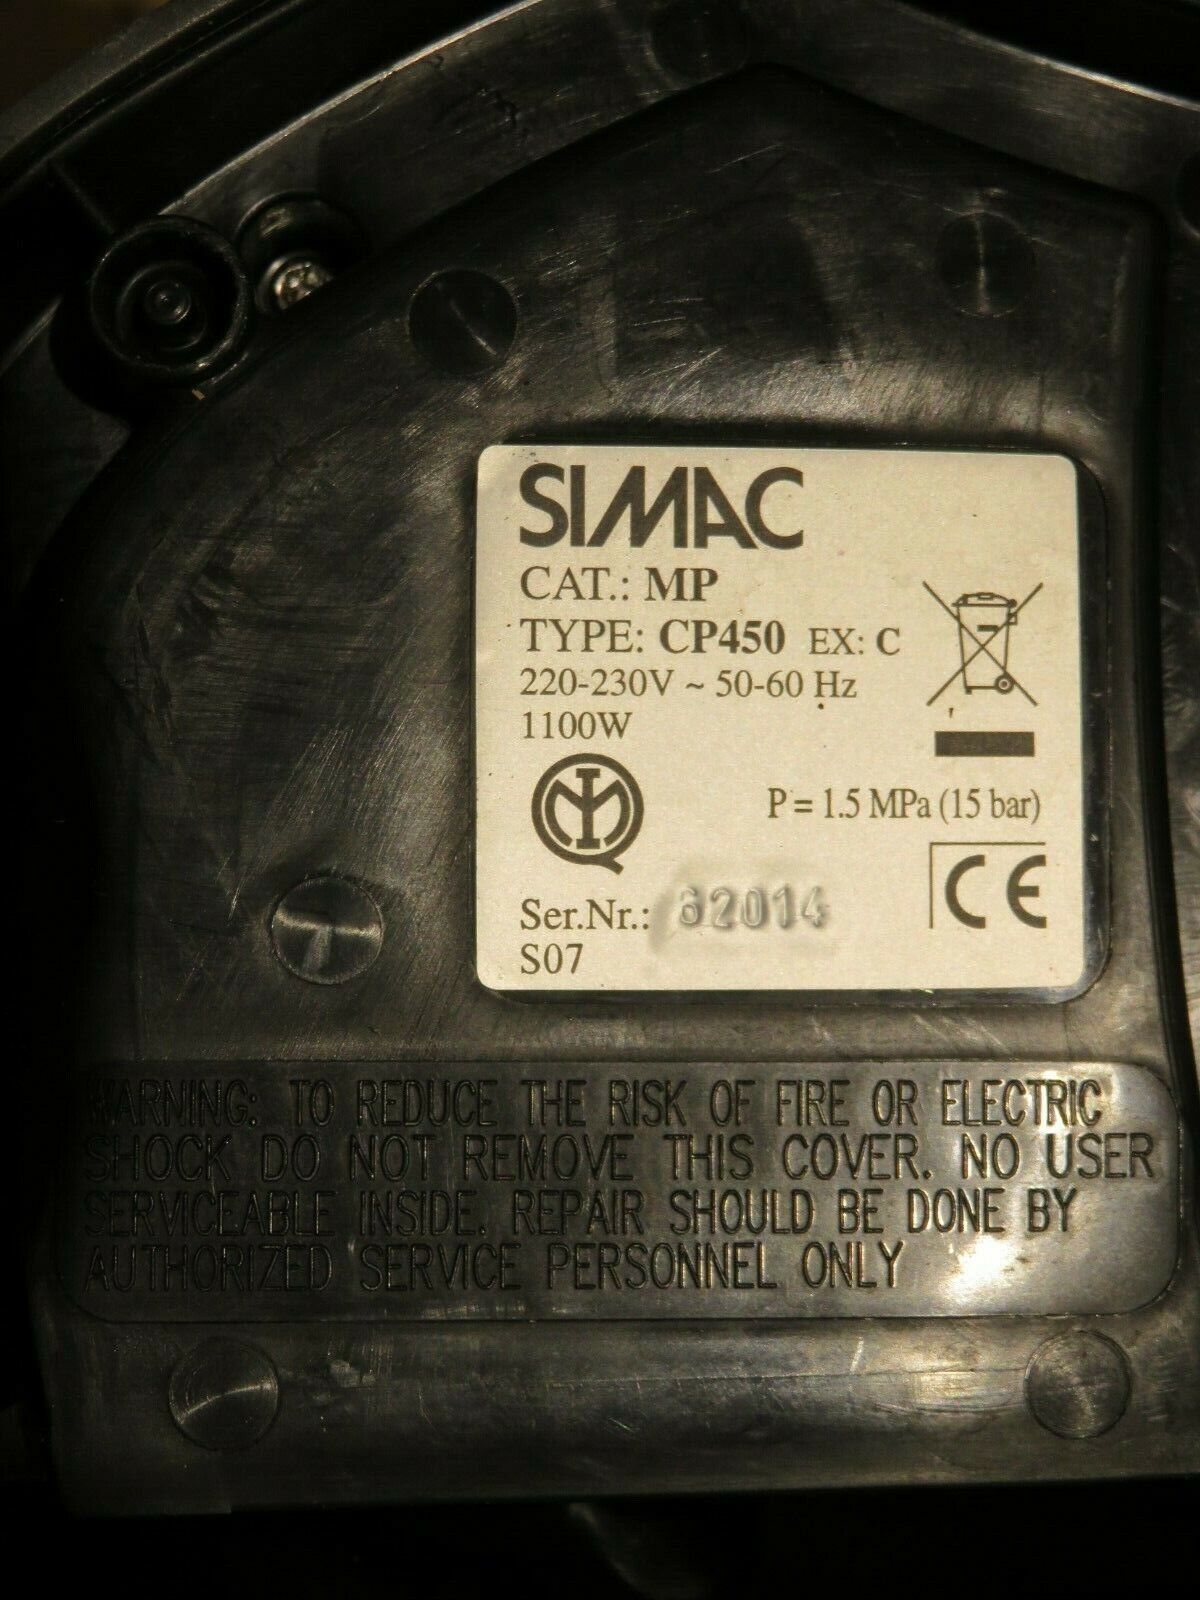 SIMAC
CAT.: MP
TYPE: CP450 EX: C
220-230V ~ 50-60 Hz
1100W
IMQ
P = 1.5 MPa (15 bar)
Ser.Nr.: 62014
CE
S07
WARNING: TO REDUCE THE RISK OF FIRE OR ELECTRIC
SHOCK DO NOT REMOVE THIS COVER. NO USER
SERVICEABLE INSIDE. REPAIR SHOULD BE DONE BY
AUTHORIZED SERVICE PERSONNEL ONLY